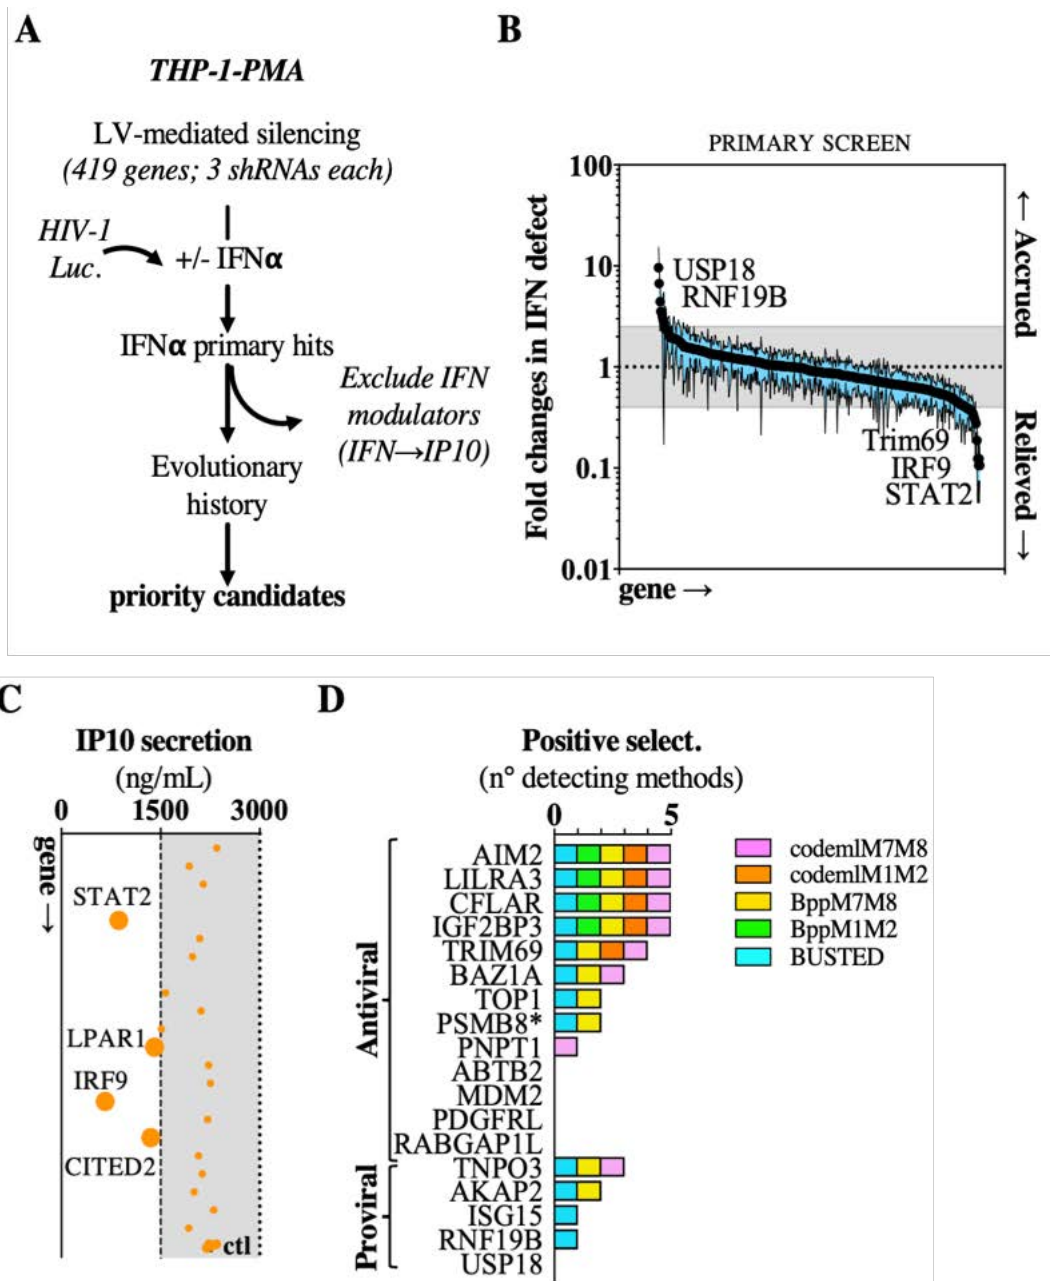 A
THP-1-PMA
LV-mediated silencing
(419 genes; 3 shRNAs each)
HIV-1
Luc.
+/- IFNα
IFNα primary hits
Exclude IFN
modulators
(IFN→IP10)
Evolutionary
history
priority candidates
B
PRIMARY SCREEN
Fold changes in IFN defect
100
10
1
0.1
0.01
USP18
RNF19B
Trim69
IRF9
STAT2
gene →
← Accrued
Relieved →
C
IP10 secretion
(ng/mL)
0 1500 3000
gene →
STAT2
LPAR1
IRF9
CITED2
ctl
D
Positive select.
(n° detecting methods)
0 5
Antiviral
AIM2
LILRA3
CFLAR
IGF2BP3
TRIM69
BAZ1A
TOP1
PSMB8*
PNPT1
ABTB2
MDM2
PDGFRL
RABGAP1L
Proviral
TNPO3
AKAP2
ISG15
RNF19B
USP18
codemlM7M8
codemlM1M2
BppM7M8
BppM1M2
BUSTED